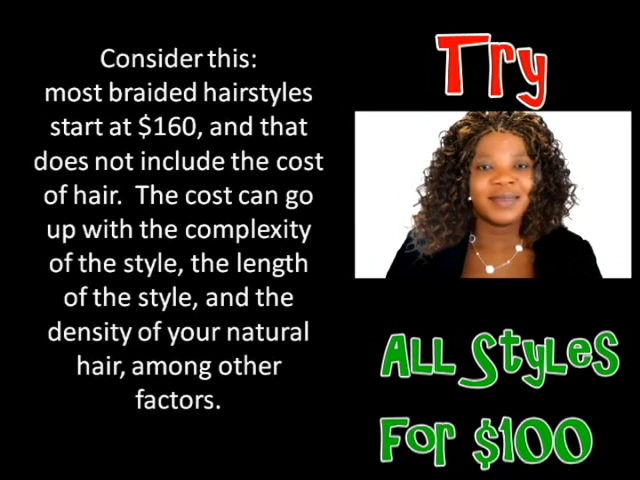 Consider this:
most braided hairstyles
start at $160, and that
does not include the cost
of hair. The cost can go
up with the complexity
of the style, the length
of the style, and the
density of your natural
hair, among other
factors.
Try
ALL StyLeS
For $100